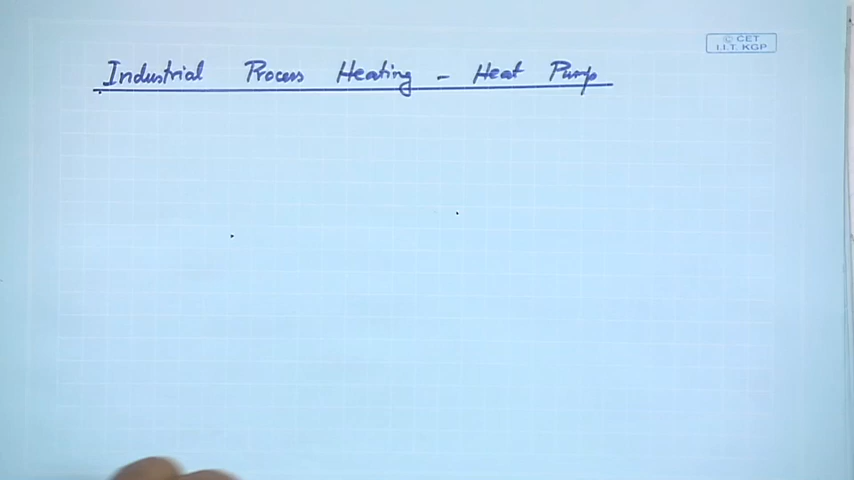 © CET
I.I.T. KGP
Industrial Process Heating - Heat Pump